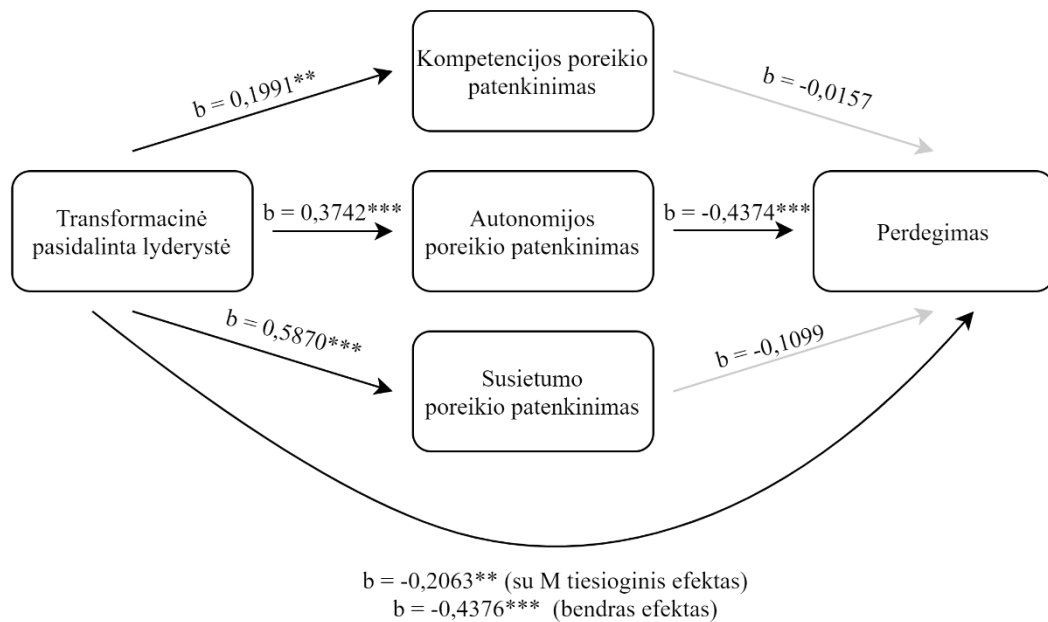 Kompetencijos poreikio
patenkinimas
b = 0,1991**
b = -0,0157
Transformacinė
pasidalinta lyderystė
b = 0,3742***
Autonomijos
poreikio patenkinimas
b = -0,4374***
Perdegimas
b = 0,5870***
Susietumo
poreikio patenkinimas
b = -0,1099
b = -0,2063** (su M tiesioginis efektas)
b = -0,4376*** (bendras efektas)